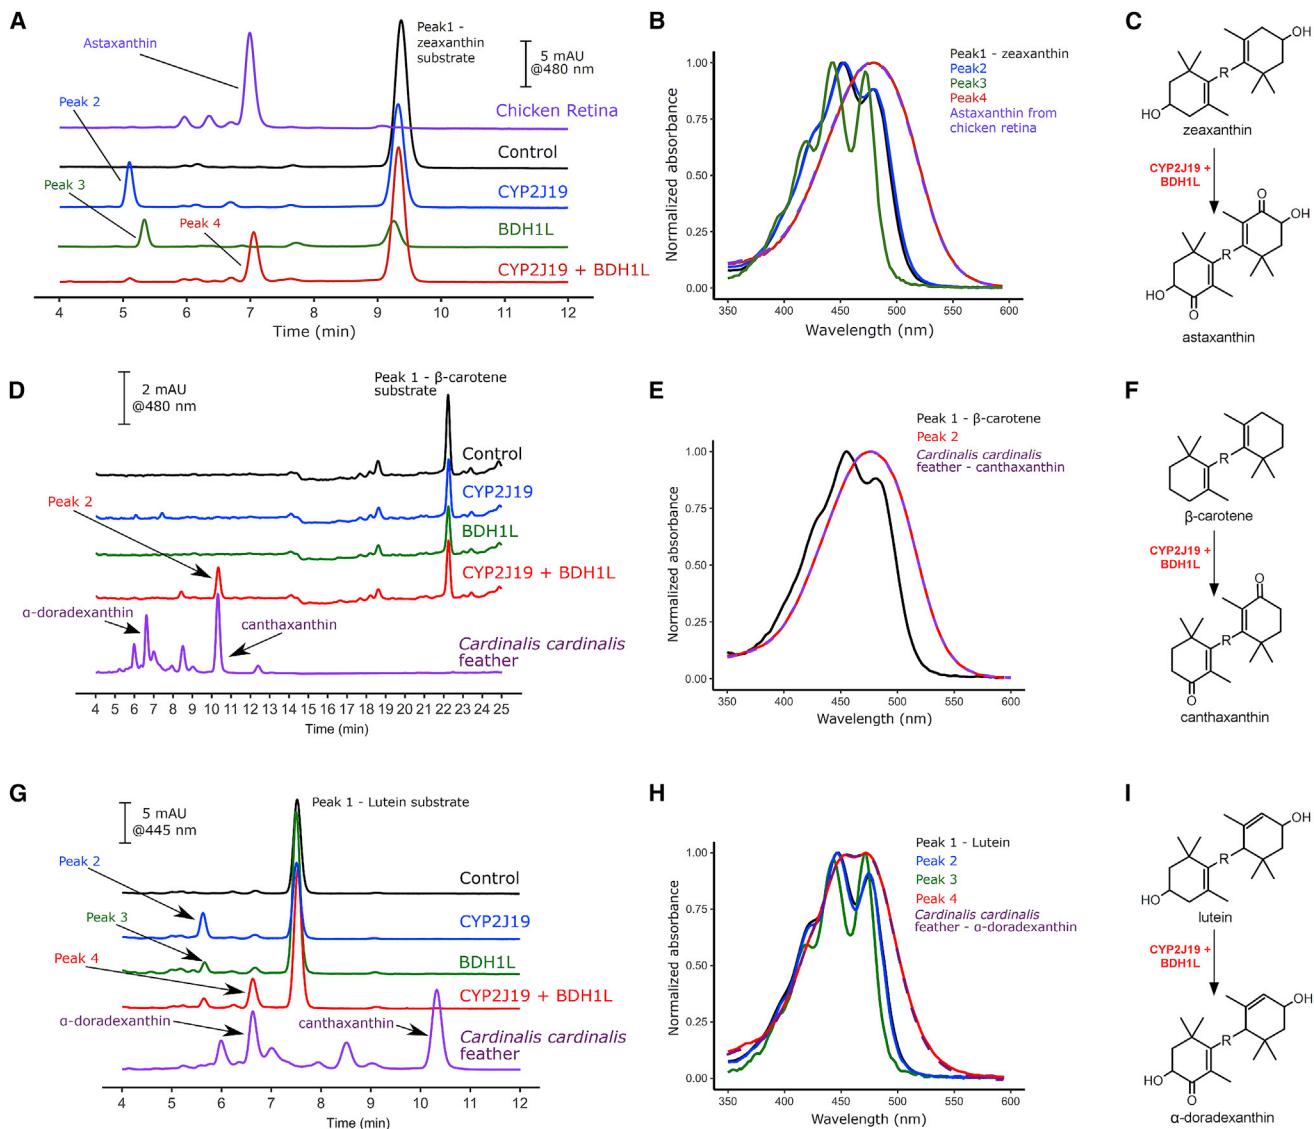 A
Astaxanthin
Peak1 -
zeaxanthin
substrate
5 mAU
@480 nm
Peak 2
Chicken Retina
Control
Peak 3
CYP2J19
Peak 4
BDH1L
CYP2J19 + BDH1L
4 5 6 7 8 9 10 11 12
Time (min)
B
Peak1 - zeaxanthin
Peak2
Peak3
Peak4
Astaxanthin from
chicken retina
1.00
0.75
0.50
0.25
0.00
Normalized absorbance
350 400 450 500 550 600
Wavelength (nm)
C
OH
R
HO
zeaxanthin
CYP2J19 +
BDH1L
O
OH
R
HO
O
astaxanthin
D
2 mAU
@480 nm
Peak 1 - β-carotene
substrate
Control
CYP2J19
Peak 2
BDH1L
CYP2J19 + BDH1L
α-doradexanthin
canthaxanthin
Cardinalis cardinalis
feather
4 5 6 7 8 9 10 11 12 13 14 15 16 17 18 19 20 21 22 23 24 25
Time (min)
E
Peak 1 - β-carotene
Peak 2
Cardinalis cardinalis
feather - canthaxanthin
1.00
0.75
0.50
0.25
0.00
Normalized absorbance
350 400 450 500 550 600
Wavelength (nm)
F
R
β-carotene
CYP2J19 +
BDH1L
O
R
O
canthaxanthin
G
5 mAU
@445 nm
Peak 1 - Lutein substrate
Peak 2
Control
Peak 3
CYP2J19
Peak 4
BDH1L
CYP2J19 + BDH1L
α-doradexanthin
canthaxanthin
Cardinalis cardinalis
feather
4 5 6 7 8 9 10 11 12
Time (min)
H
Peak 1 - Lutein
Peak 2
Peak 3
Peak 4
Cardinalis cardinalis
feather - α-doradexanthin
1.00
0.75
0.50
0.25
0.00
Normalized absorbance
350 400 450 500 550 600
Wavelength (nm)
I
OH
R
HO
lutein
CYP2J19 +
BDH1L
OH
R
HO
O
α-doradexanthin